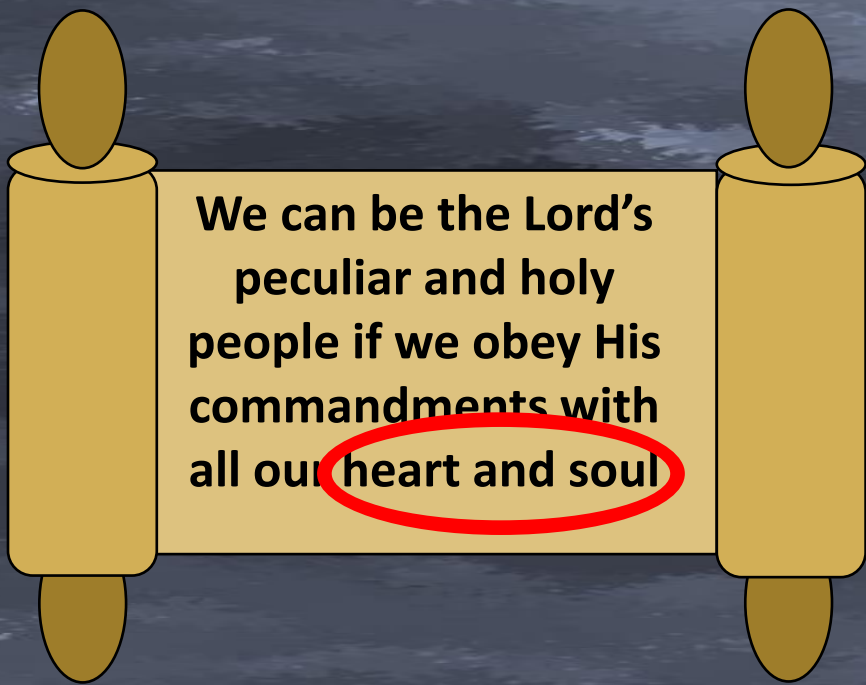 We can be the Lord’s
peculiar and holy
people if we obey His
commandments with
all our heart and soul